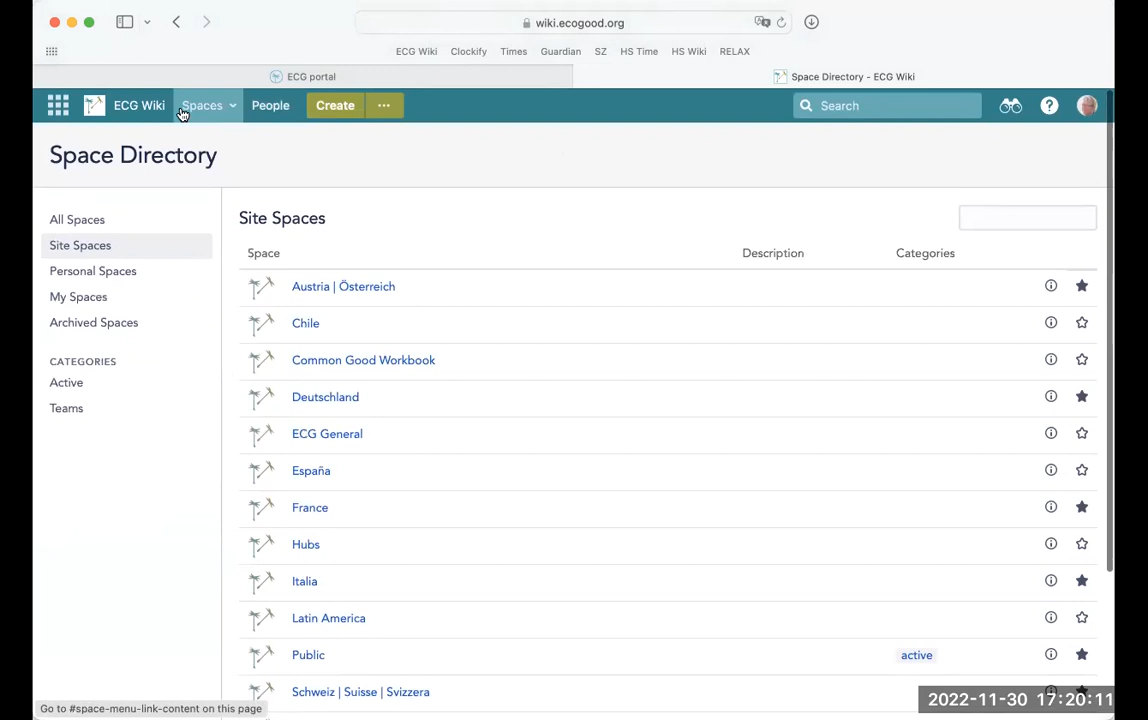 wiki.ecogood.org
ECG Wiki Clockify Times Guardian SZ HS Time HS Wiki RELAX
ECG portal Space Directory - ECG Wiki
ECG Wiki Spaces People Create ... Search
Space Directory
All Spaces
Site Spaces
Personal Spaces
My Spaces
Archived Spaces
CATEGORIES
Active
Teams
Site Spaces
Space Description Categories
Austria | Österreich
Chile
Common Good Workbook
Deutschland
ECG General
España
France
Hubs
Italia
Latin America
Public active
Schweiz | Suisse | Svizzera
Go to #space-menu-link-content on this page
2022-11-30 17:20:11